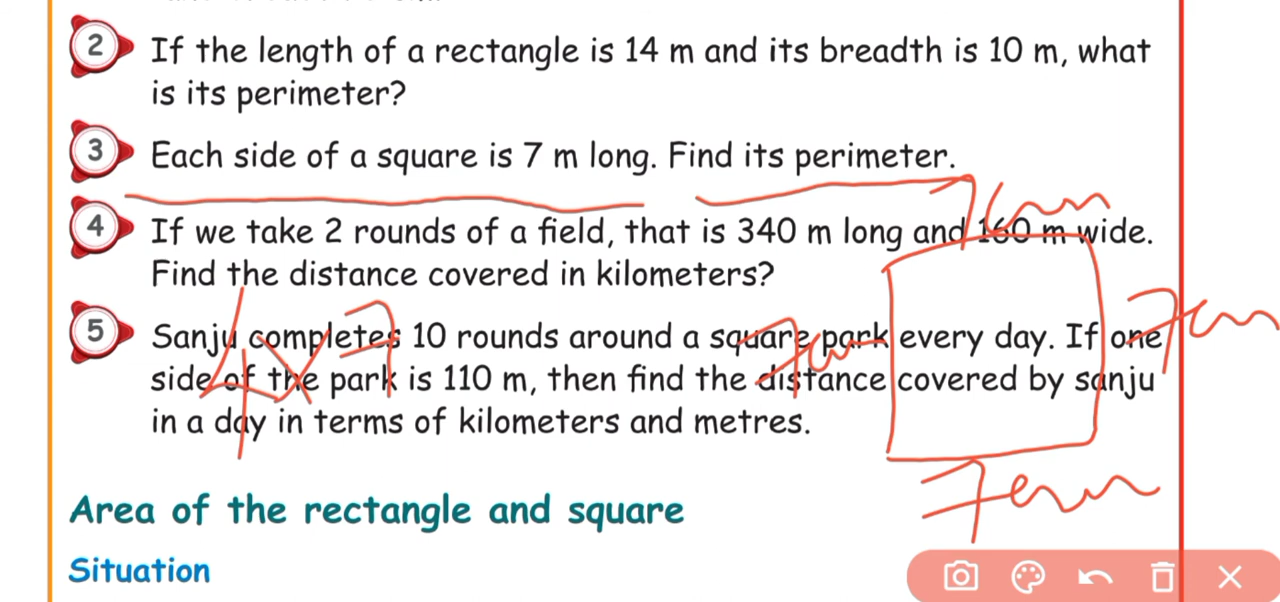 2 If the length of a rectangle is 14 m and its breadth is 10 m, what
is its perimeter?
3 Each side of a square is 7 m long. Find its perimeter.
4 If we take 2 rounds of a field, that is 340 m long and 160 m wide.
Find the distance covered in kilometers?
5 Sanju completes 10 rounds around a square park every day. If one
side of the park is 110 m, then find the distance covered by sanju
in a day in terms of kilometers and metres.
7cm
7cm
7cm
4x7
7cm
Area of the rectangle and square
Situation